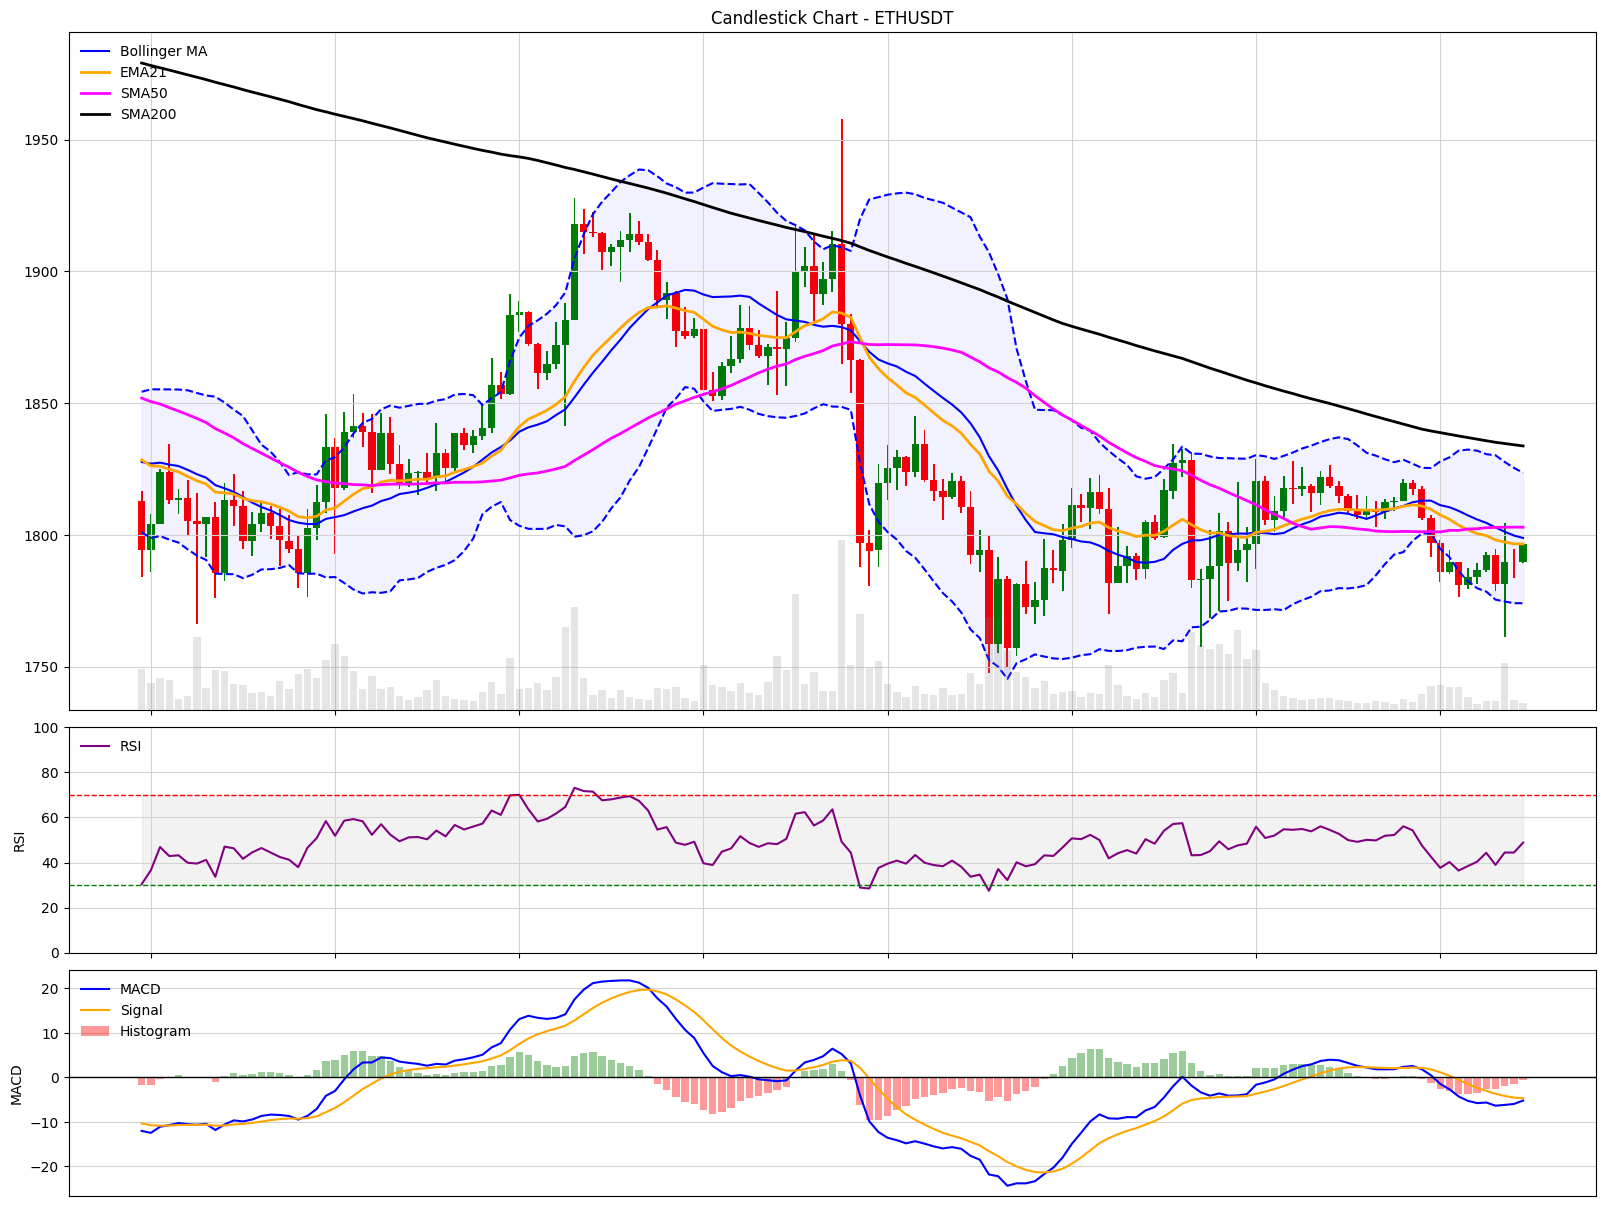 Candlestick Chart - ETHUSDT
Bollinger MA
EMA21
SMA50
SMA200
1950
1900
1850
1800
1750
RSI
100
80
60
40
20
0
RSI
MACD
Signal
Histogram
20
10
0
−10
−20
MACD